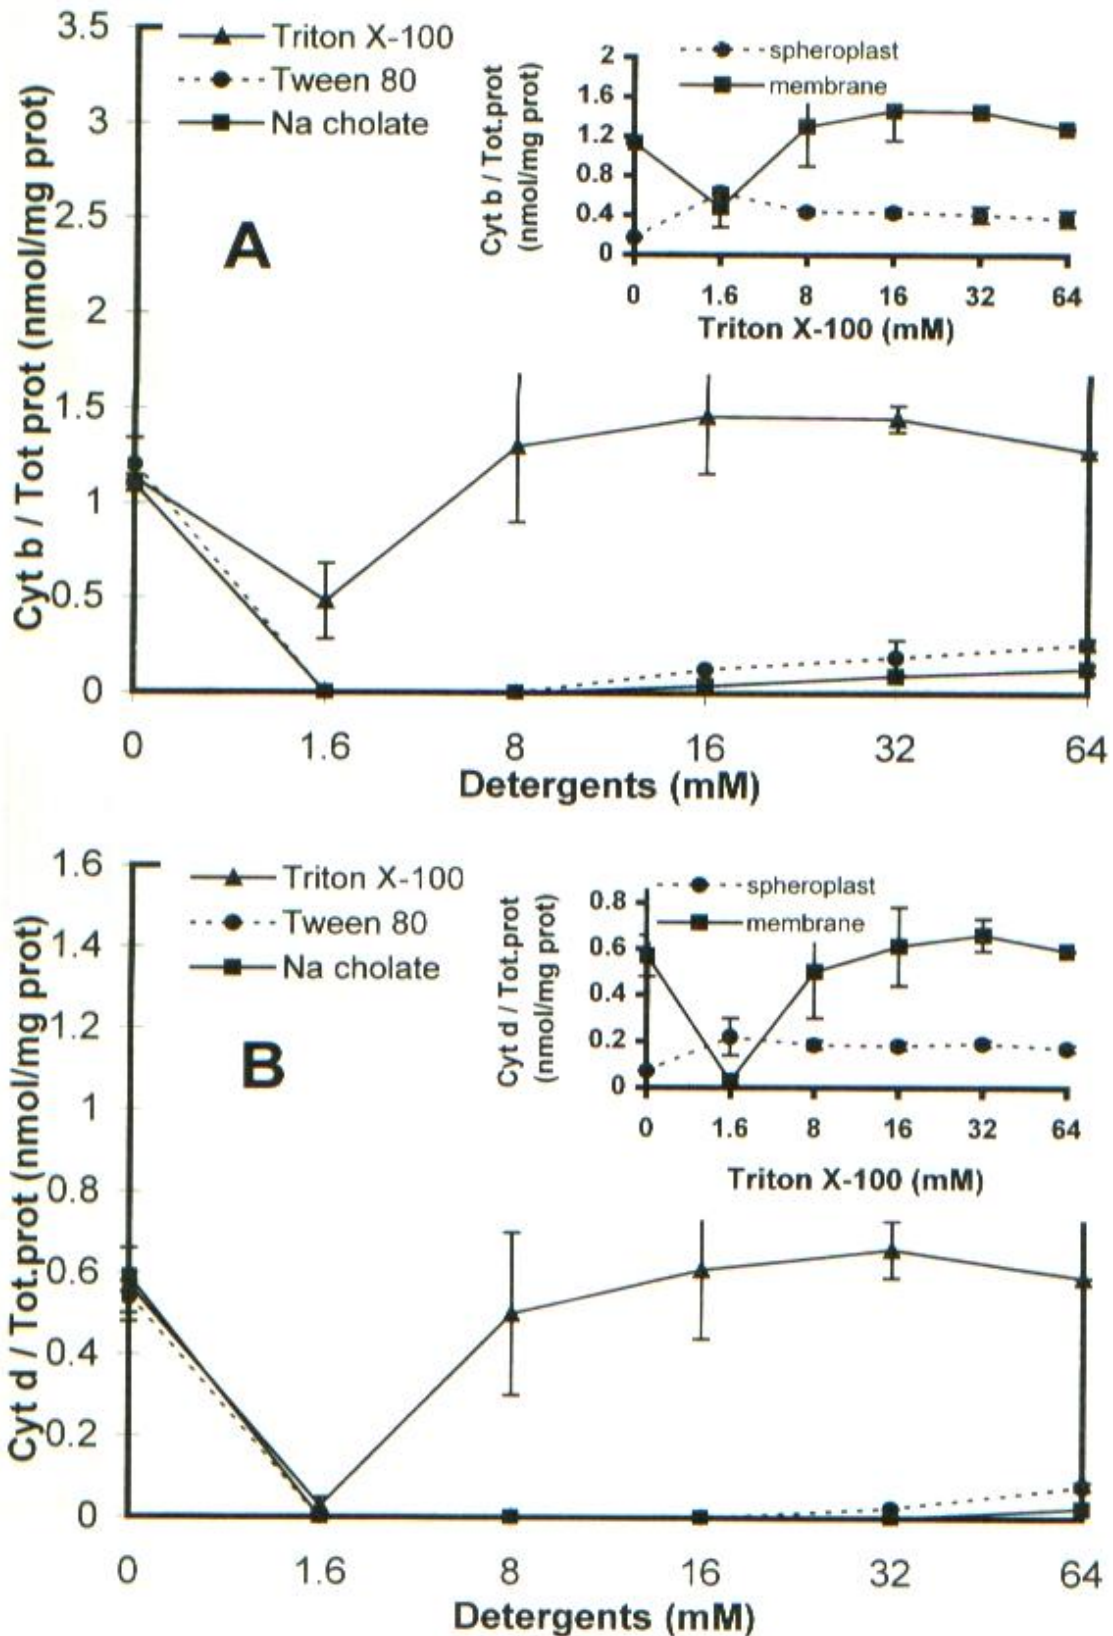 3.5
3
2.5
2
1.5
1
0.5
0
Cyt b / Tot prot (nmol/mg prot)
Triton X-100
Tween 80
Na cholate
A
2
1.6
1.2
0.8
0.4
0
Cyt b / Tot.prot
(nmol/mg prot)
spheroplast
membrane
0 1.6 8 16 32 64
Triton X-100 (mM)
0 1.6 8 16 32 64
Detergents (mM)
1.6
1.4
1.2
1
0.8
0.6
0.4
0.2
0
Cyt d / Tot.prot (nmol/mg prot)
Triton X-100
Tween 80
Na cholate
B
0.8
0.6
0.4
0.2
0
Cyt d / Tot.prot
(nmol/mg prot)
spheroplast
membrane
0 1.6 8 16 32 64
Triton X-100 (mM)
0 1.6 8 16 32 64
Detergents (mM)